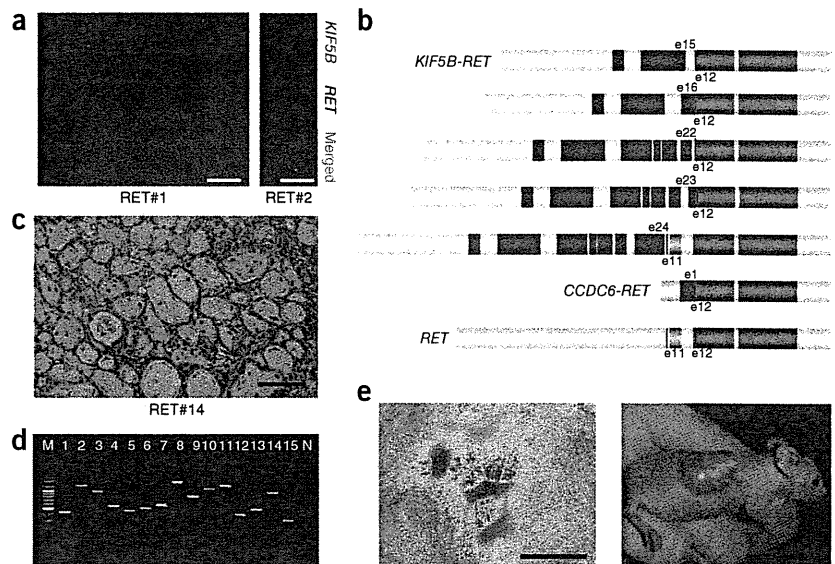 a
KIF5B
RET
Merged
RET#1
RET#2
b
KIF5B-RET
e15
e12
e16
e12
e22
e12
e23
e12
e24
e11
e1
CCDC6-RET
e12
RET
e11 e12
c
RET#14
d
M 1 2 3 4 5 6 7 8 9 10 11 12 13 14 15 N
e